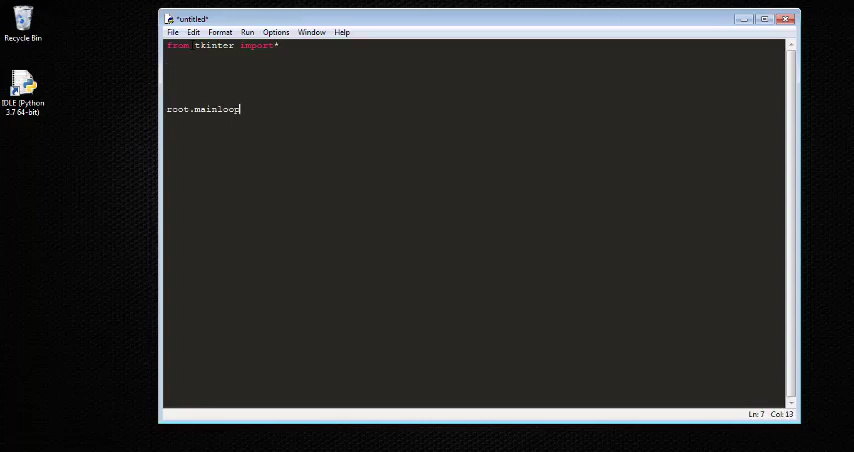 Recycle Bin
IDLE (Python
3.7 64-bit)
*untitled*
File Edit Format Run Options Window Help
from tkinter import*
root.mainloop
Ln: 7 Col: 13